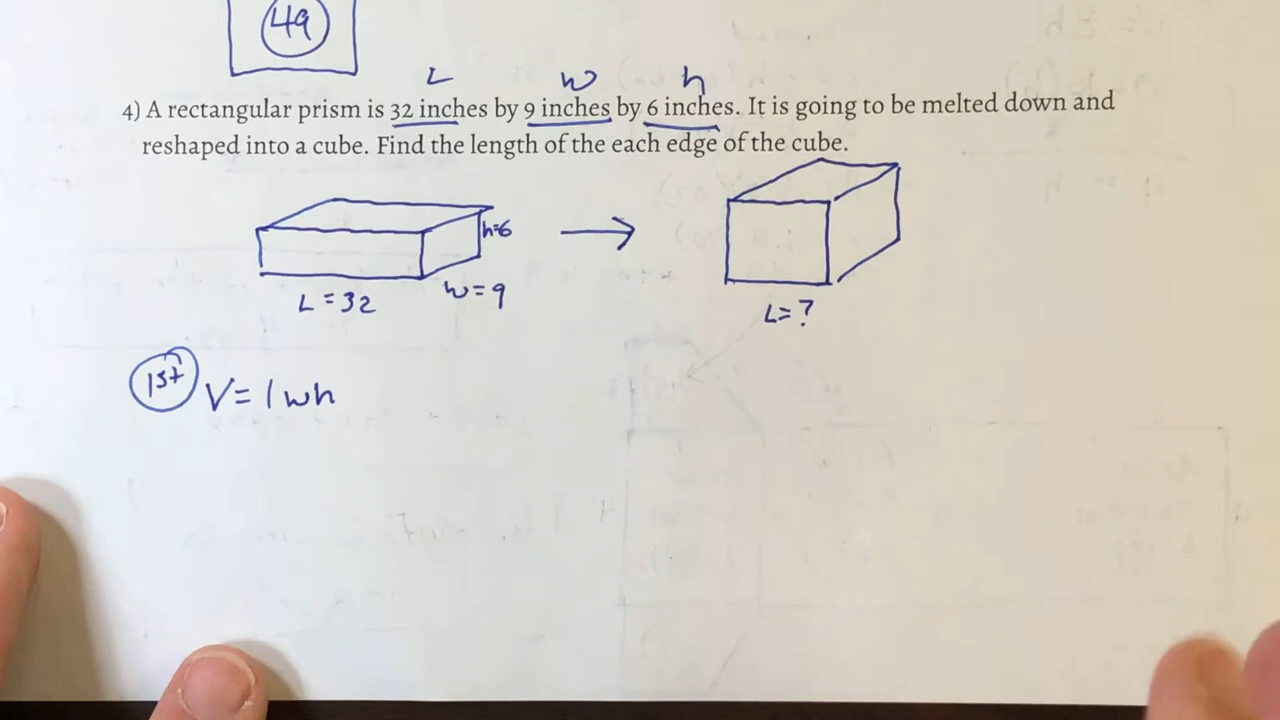 49
L w h
4) A rectangular prism is 32 inches by 9 inches by 6 inches. It is going to be melted down and
reshaped into a cube. Find the length of the each edge of the cube.
h=6
L = 32
w = 9
L = ?
1st V = lwh